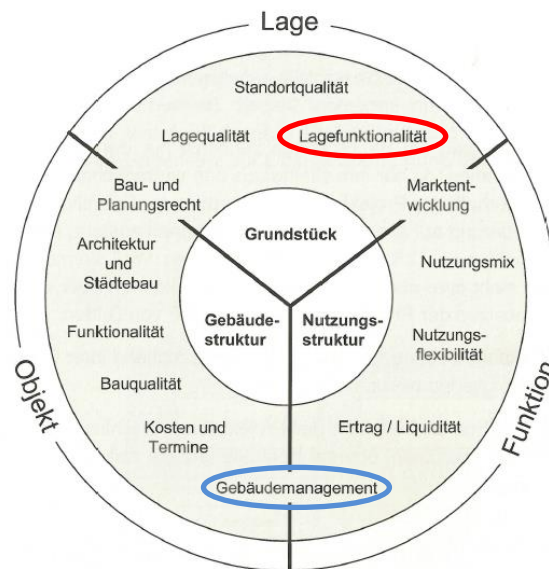 Lage
Standortqualität
Lagequalität
Lagefunktionalität
Bau- und
Planungsrecht
Marktent-
wicklung
Grundstück
Architektur
und
Städtebau
Nutzungsmix
Gebäude-
struktur
Nutzungs-
struktur
Funktionalität
Nutzungs-
flexibilität
Bauqualität
Objekt
Funktion
Kosten und
Termine
Ertrag / Liquidität
Gebäudemanagement